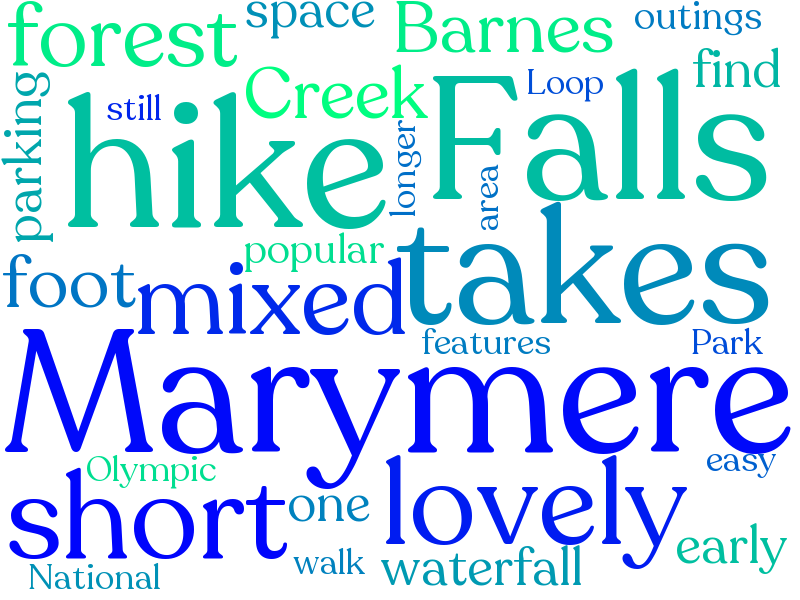 forest
space
Barnes
outings
parking
still
hike
Creek
longer
Falls
Loop
find
area
popular
foot
mixed
takes
features
Park
Marymere
Olympic
easy
short
one
lovely
early
walk
waterfall
National